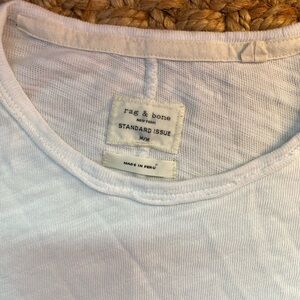 rag & bone
NEW YORK
STANDARD ISSUE
M/M
MADE IN PERU